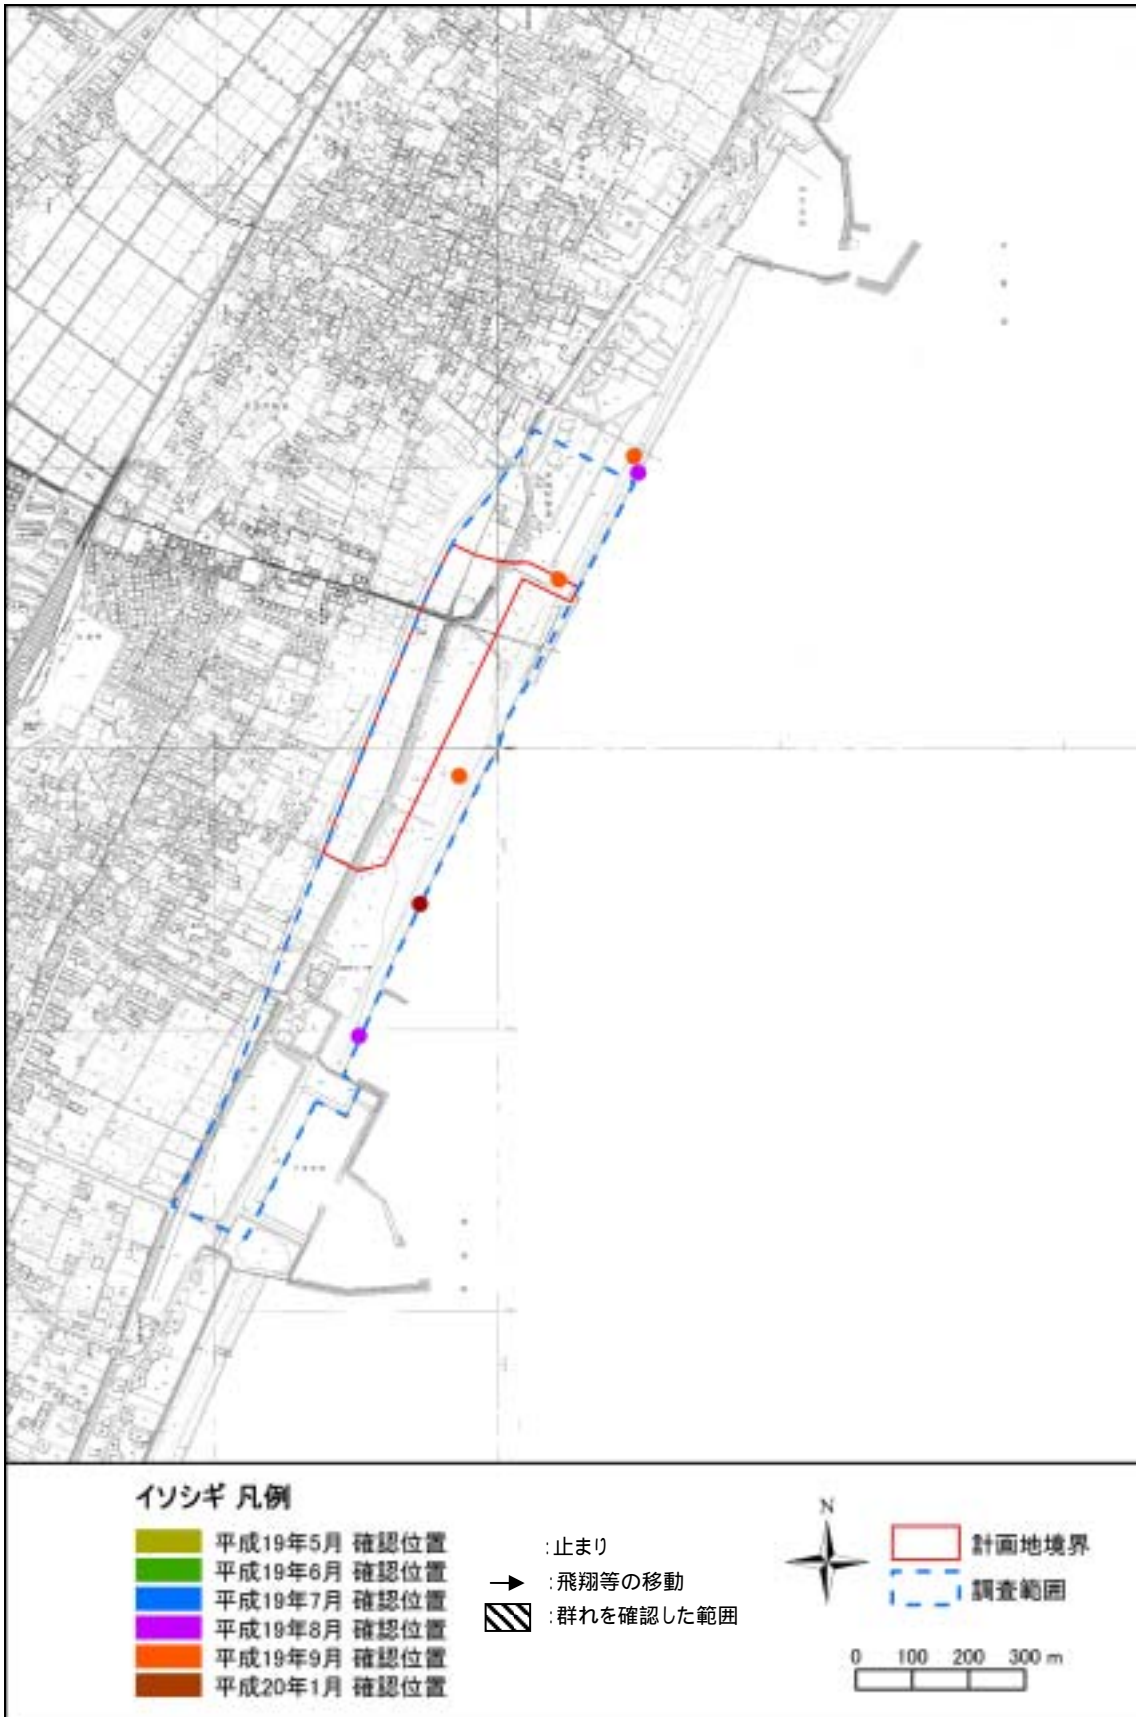 イソシギ 凡例
平成19年5月 確認位置
平成19年6月 確認位置
平成19年7月 確認位置
平成19年8月 確認位置
平成19年9月 確認位置
平成20年1月 確認位置
:止まり
:飛翔等の移動
:群れを確認した範囲
N
計画地境界
調査範囲
0 100 200 300 m